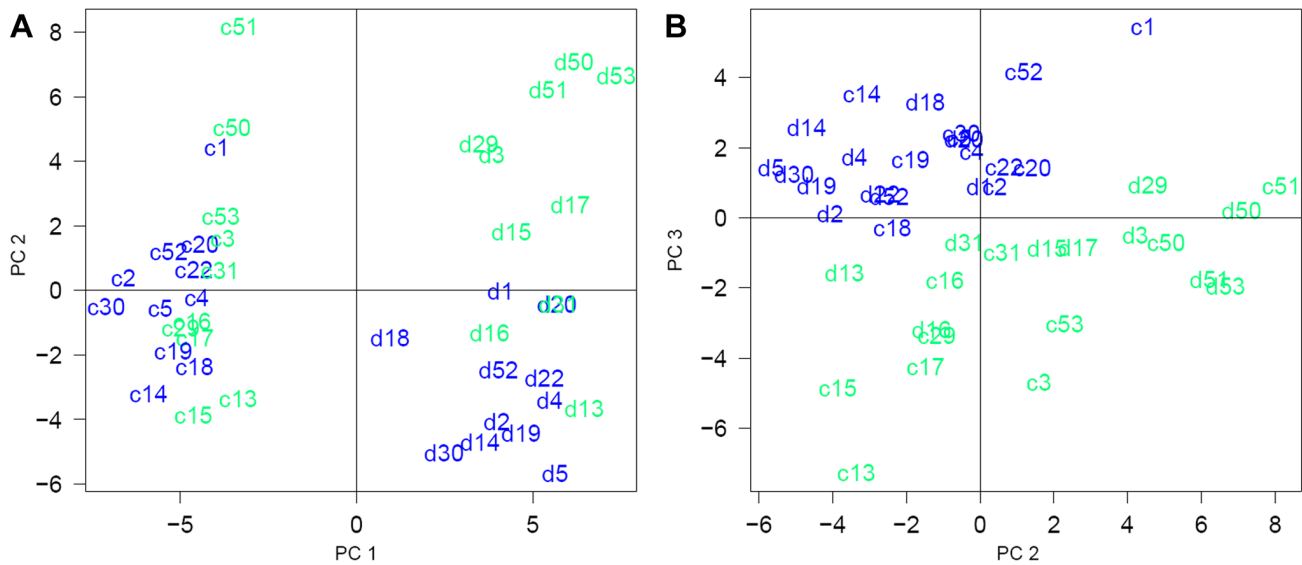 A
8
6
4
2
0
−2
−4
−6
PC 2
c51
d50
d53
d51
c50
c1
d29
d3
d17
c53
c3
d15
c20
c52
c22
c31
c2
d1
c4
c30
c5
d20
d31
c16
c29
c17
d16
d18
c19
c18
d52
d22
c14
c13
d4
d13
c15
d2
d19
d14
d30
d5
−5
0
5
PC 1
B
4
2
0
−2
−4
−6
PC 3
c1
c52
c14
d18
d14
c30
d20
c4
d4
c19
d5
d30
c22
c20
d19
d1
c2
d29
c51
d22
d52
d2
d50
c18
d31
c31
d15
d17
d3
c50
d13
c16
d51
d53
d16
c29
c53
c17
c15
c3
c13
−6
−4
−2
0
2
4
6
8
PC 2